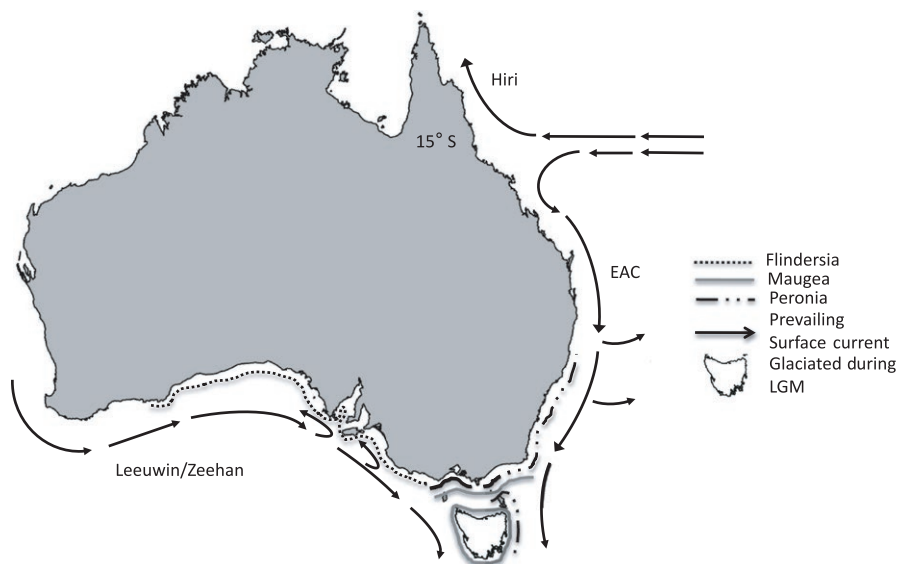 Hiri
15° S
EAC
Flindersia
Maugea
Peronia
Prevailing
Surface current
Glaciated during
LGM
Leeuwin/Zeehan